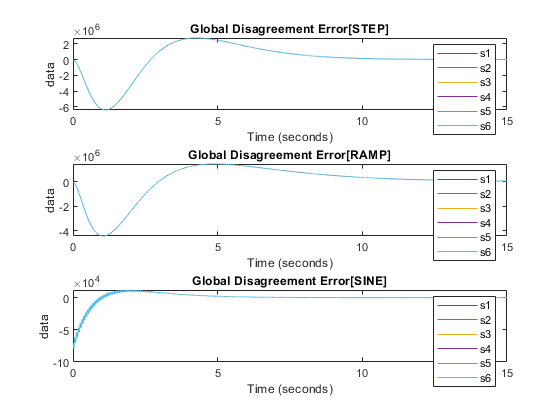 Global Disagreement Error[STEP]
×10^6
2
0
-2
-4
-6
data
0
5
10
15
Time (seconds)
s1
s2
s3
s4
s5
s6
Global Disagreement Error[RAMP]
×10^6
0
-2
-4
data
0
5
10
15
Time (seconds)
s1
s2
s3
s4
s5
s6
Global Disagreement Error[SINE]
×10^4
0
-5
-10
data
0
5
10
15
Time (seconds)
s1
s2
s3
s4
s5
s6